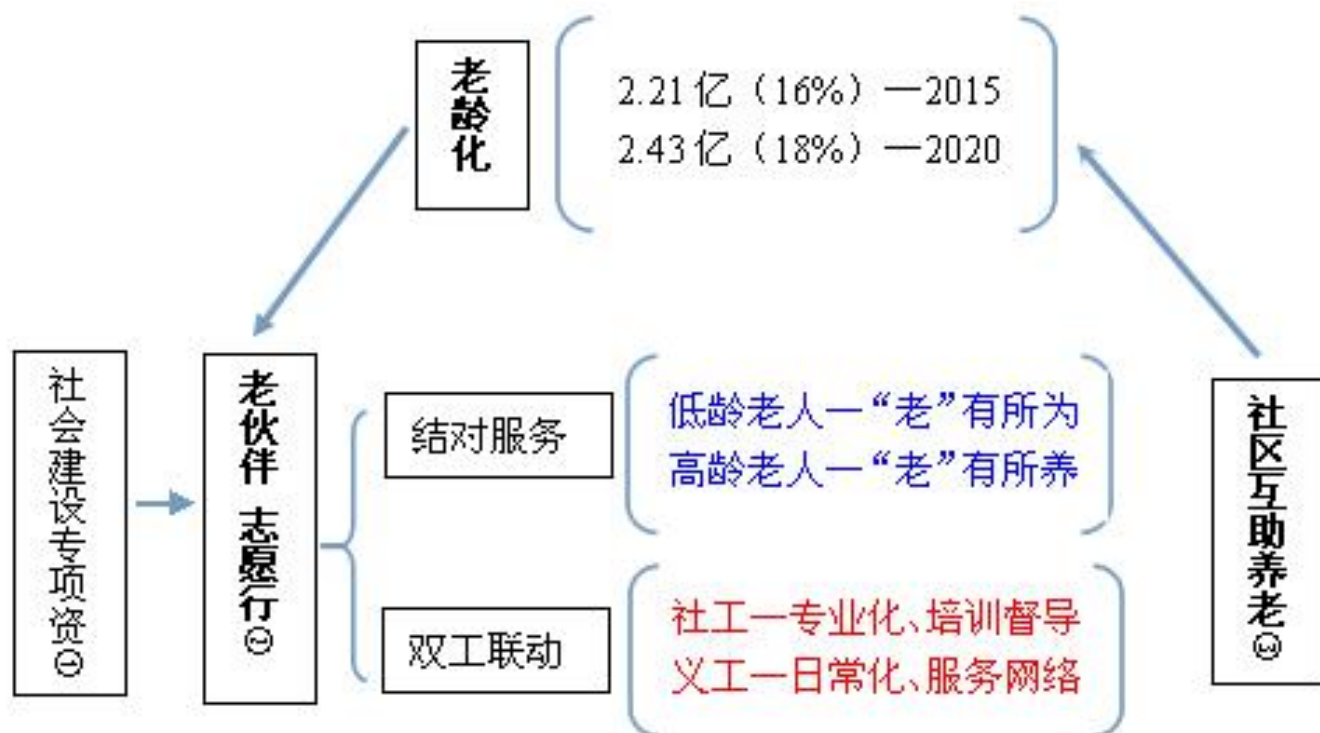 老龄化
2.21亿（16%）—2015
2.43亿（18%）—2020
社会建设专项资①
老伙伴 志愿行②
结对服务
低龄老人—“老”有所为
高龄老人—“老”有所养
双工联动
社工—专业化、培训督导
义工—日常化、服务网络
社区互助养老③